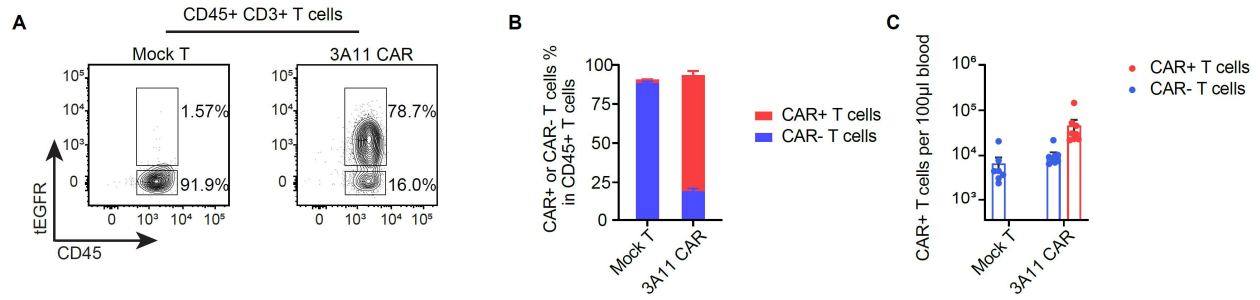 A
CD45+ CD3+ T cells
Mock T
3A11 CAR
10⁵
10⁴
10³
0
1.57%
91.9%
0
10³
10⁴
10⁵
10⁵
10⁴
10³
0
78.7%
16.0%
0
10³
10⁴
10⁵
tEGFR
CD45
B
CAR+ or CAR- T cells %
in CD45+ T cells
100
75
50
25
0
Mock T
3A11 CAR
CAR+ T cells
CAR- T cells
C
CAR+ T cells per 100µl blood
10⁶
10⁵
10⁴
10³
Mock T
3A11 CAR
CAR+ T cells
CAR- T cells